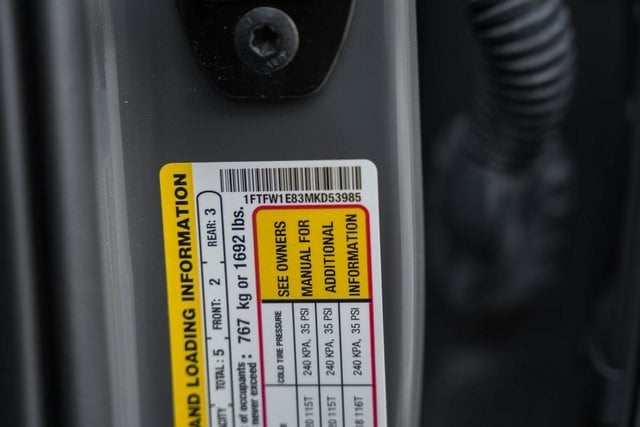 1FTFW1E83MKD53985
AND LOADING INFORMATION
TOTAL: 5 FRONT: 2 REAR: 3
of occupants
never exceed: 767 kg or 1692 lbs.
SEE OWNERS
MANUAL FOR
ADDITIONAL
INFORMATION
COLD TIRE PRESSURE
115T 240 KPA, 35 PSI
115T 240 KPA, 35 PSI
116T 240 KPA, 35 PSI